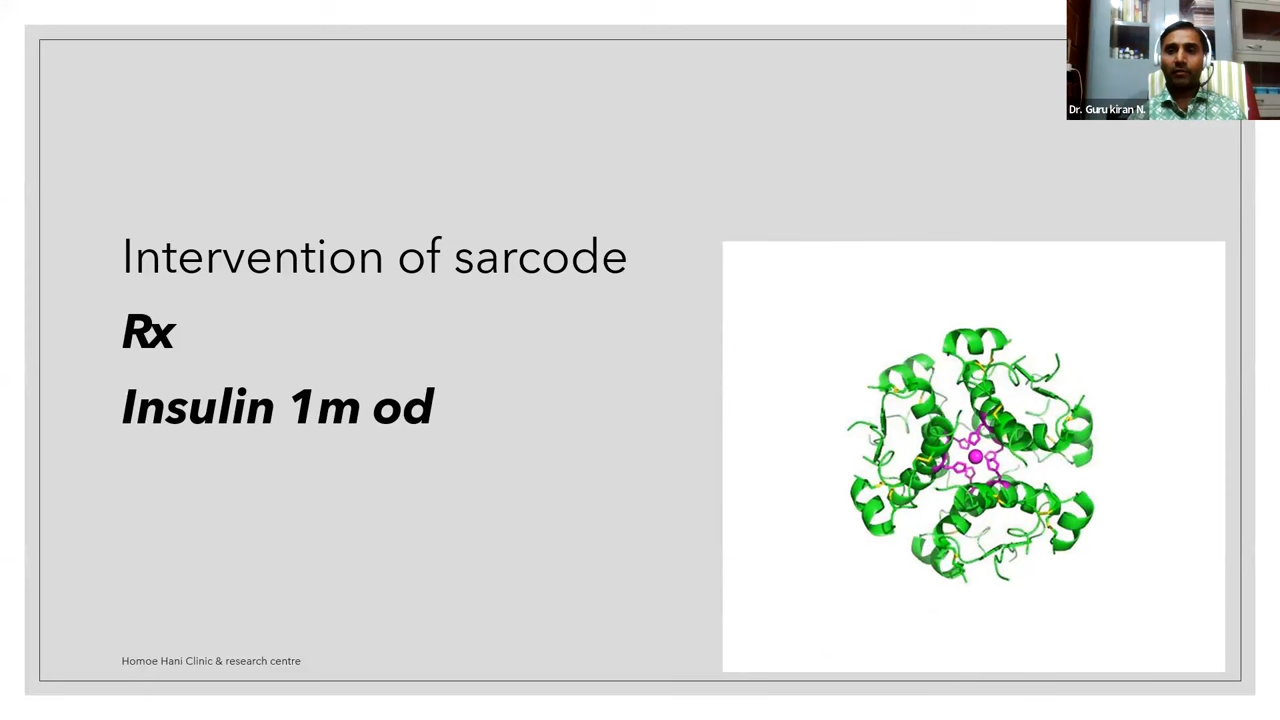 Dr. Guru kiran N.
Intervention of sarcode
Rx
Insulin 1m od
Homoe Hani Clinic & research centre